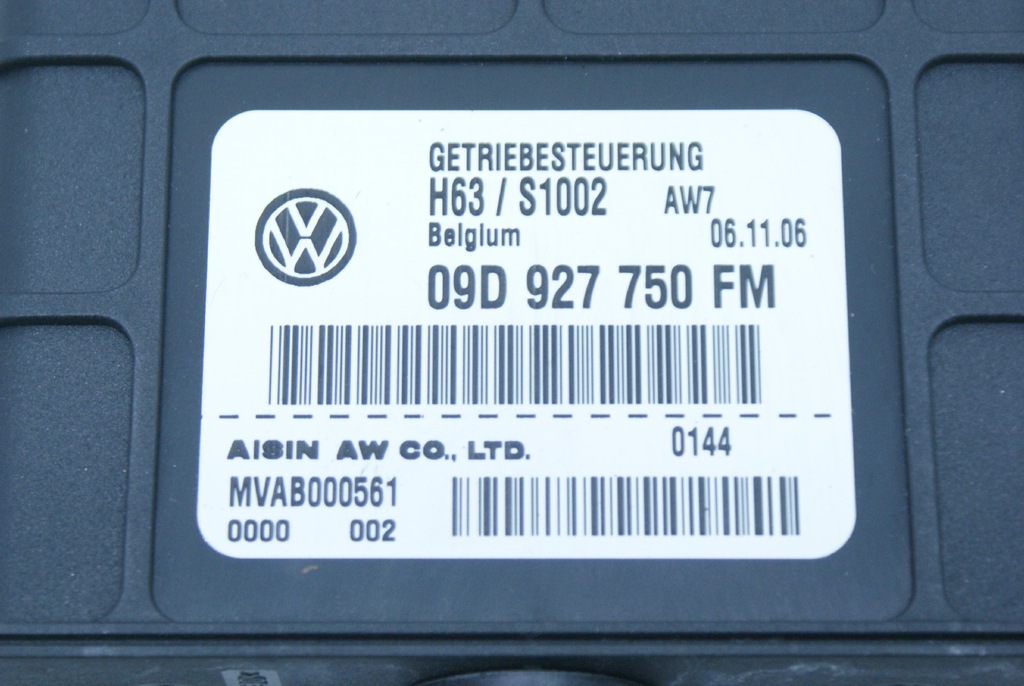 GETRIEBESTEUERUNG
H63 / S1002 AW7
Belgium 06.11.06
09D 927 750 FM
AISIN AW CO., LTD. 0144
MVAB000561
0000 002